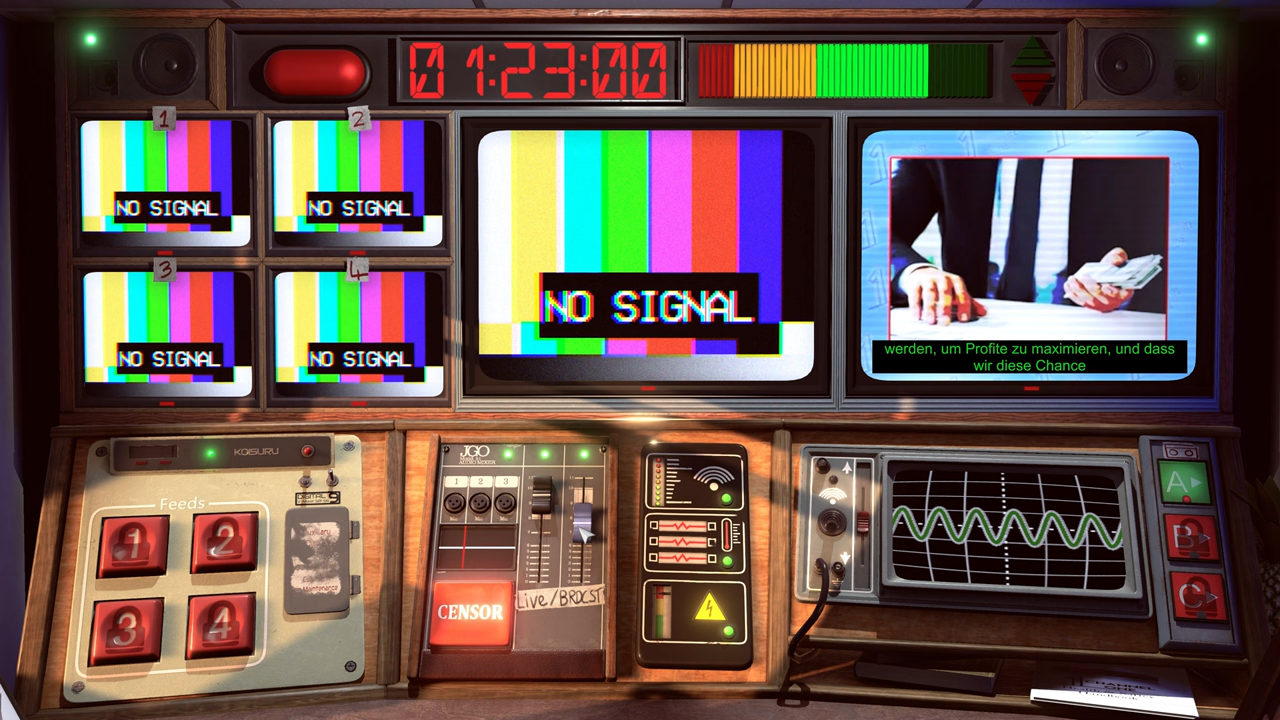 01:23:00
1
2
NO SIGNAL
NO SIGNAL
3
4
NO SIGNAL
NO SIGNAL
NO SIGNAL
werden, um Profite zu maximieren, und dass
wir diese Chance
KAISURU
Feeds
1
2
3
4
DIGITAL
JGO
1 2 3
CENSOR
Live/BRDCST
A
B
C